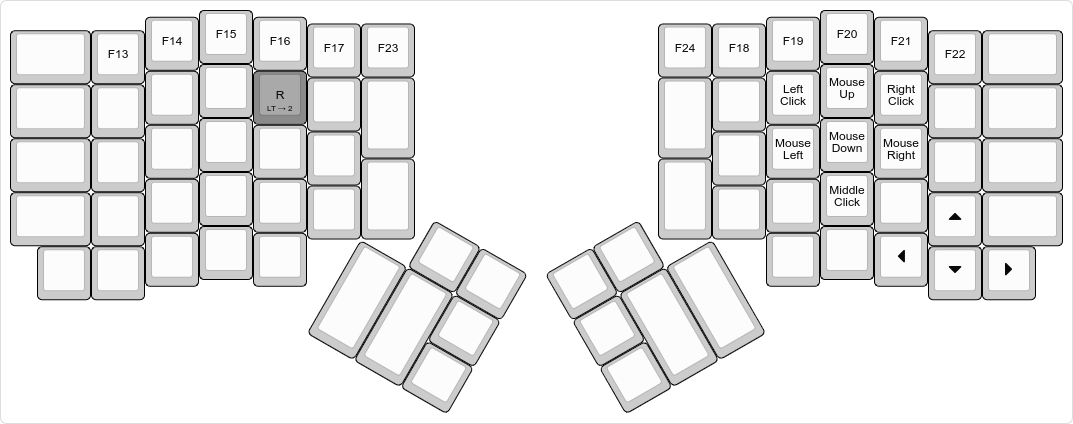 F13
F14
F15
F16
F17
F23
F24
F18
F19
F20
F21
F22
R
LT → 2
Left
Click
Mouse
Up
Right
Click
Mouse
Left
Mouse
Down
Mouse
Right
Middle
Click